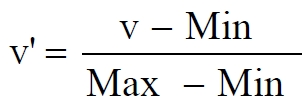 v' = (v – Min) / (Max – Min)